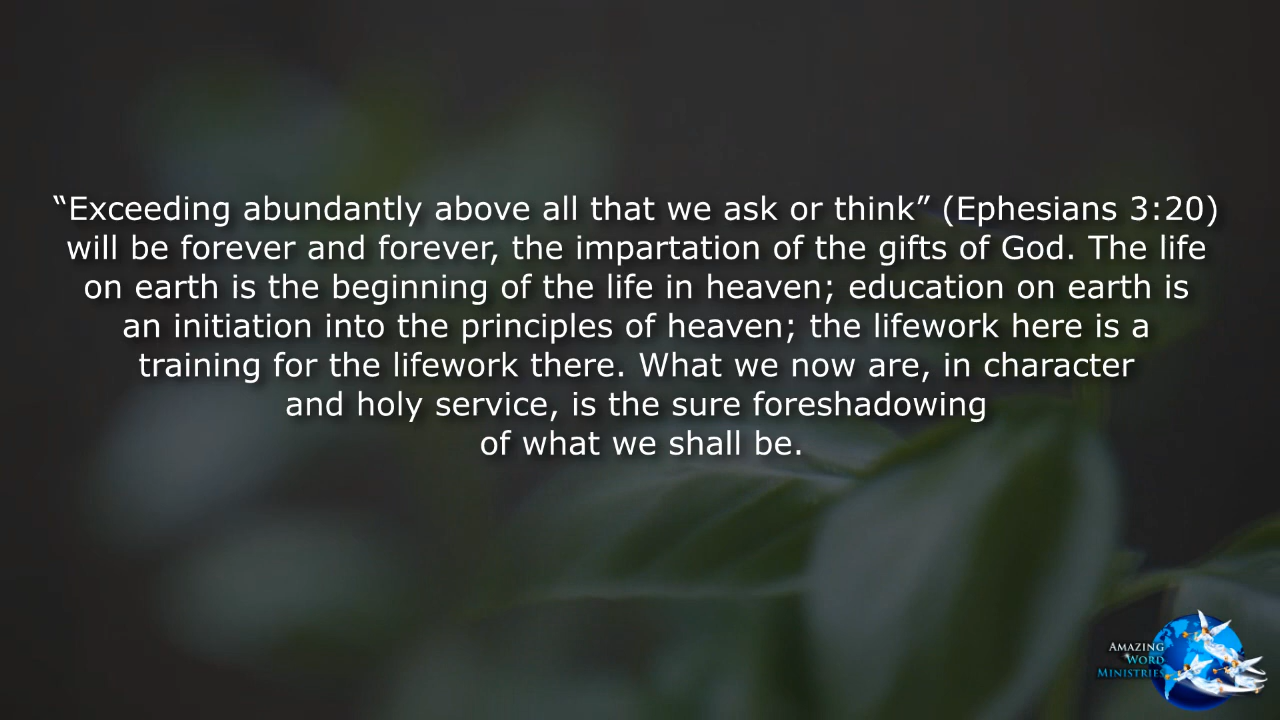 “Exceeding abundantly above all that we ask or think” (Ephesians 3:20)
will be forever and forever, the impartation of the gifts of God. The life
on earth is the beginning of the life in heaven; education on earth is
an initiation into the principles of heaven; the lifework here is a
training for the lifework there. What we now are, in character
and holy service, is the sure foreshadowing
of what we shall be.
AMAZING
WORD
MINISTRIES